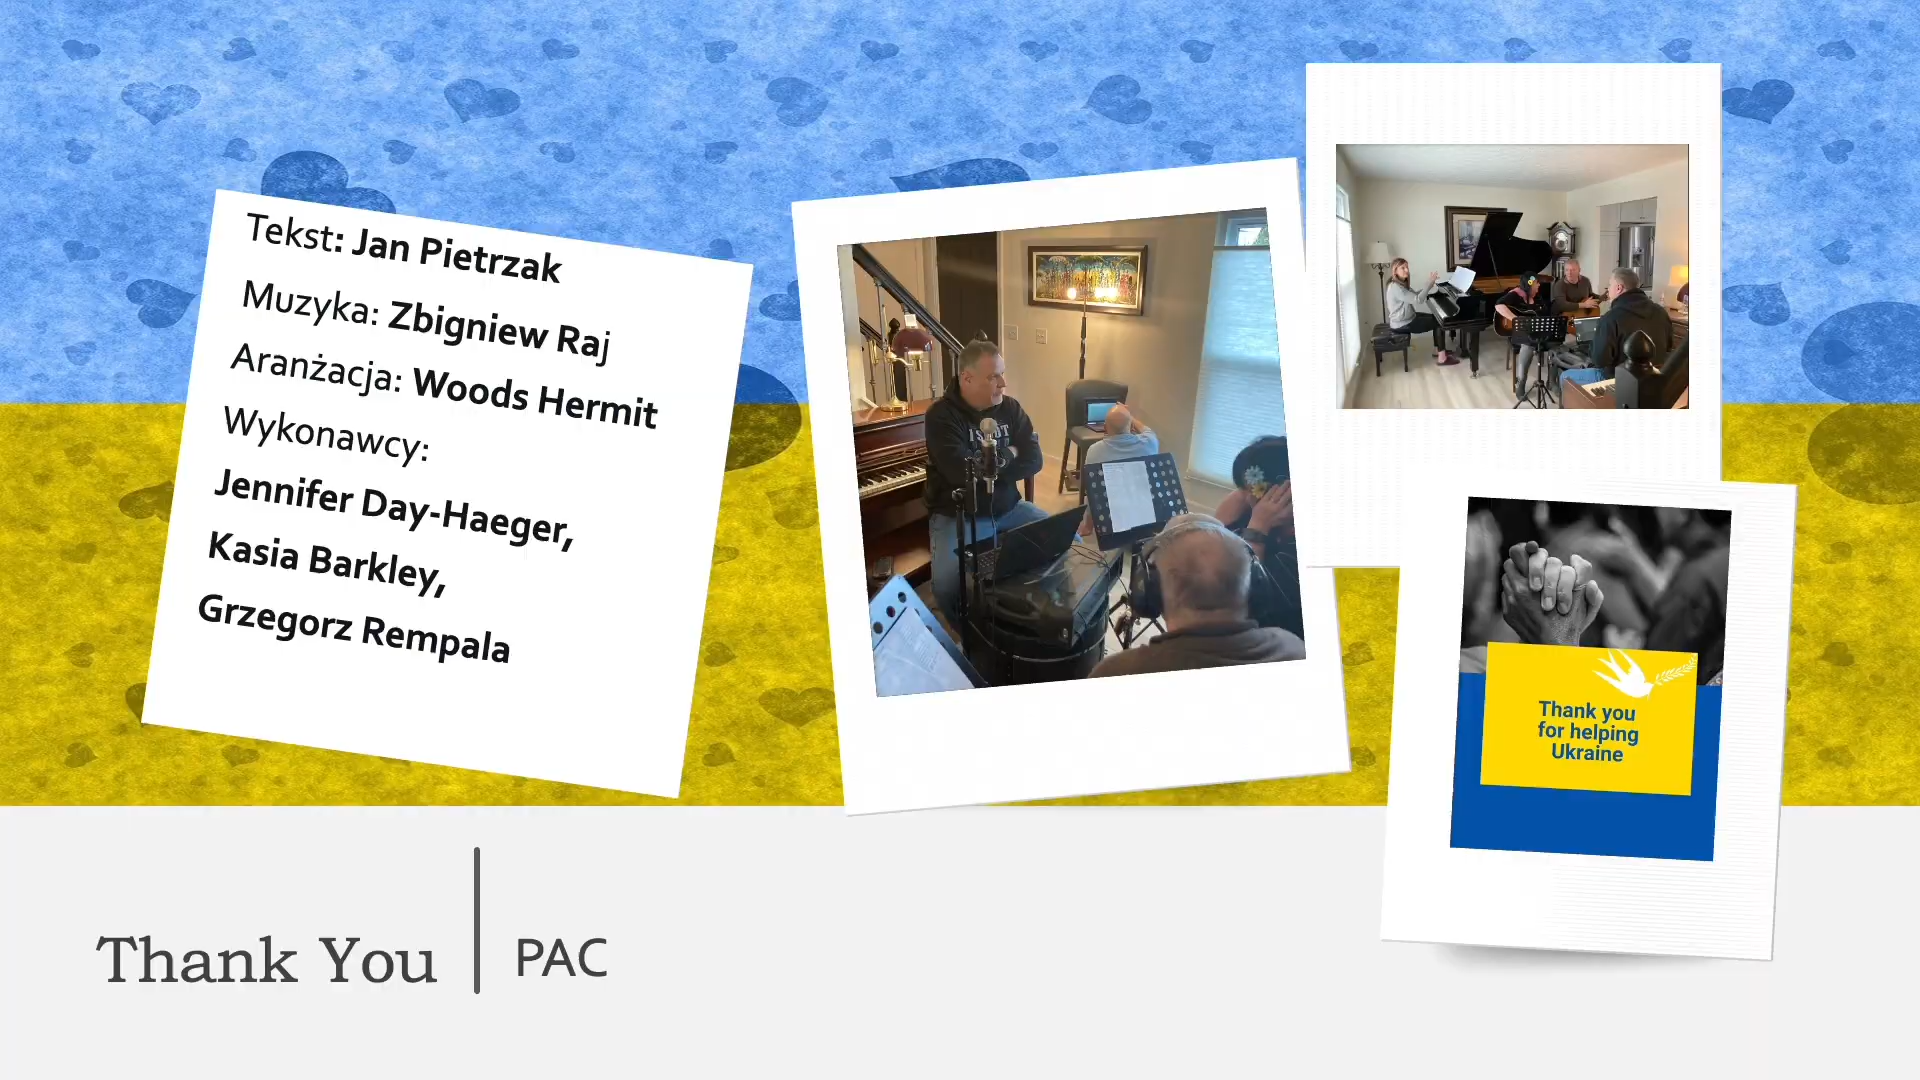 Tekst: Jan Pietrzak
Muzyka: Zbigniew Raj
Aranżacja: Woods Hermit
Wykonawcy:
Jennifer Day-Haeger,
Kasia Barkley,
Grzegorz Rempala
Thank you
for helping
Ukraine
Thank You
PAC